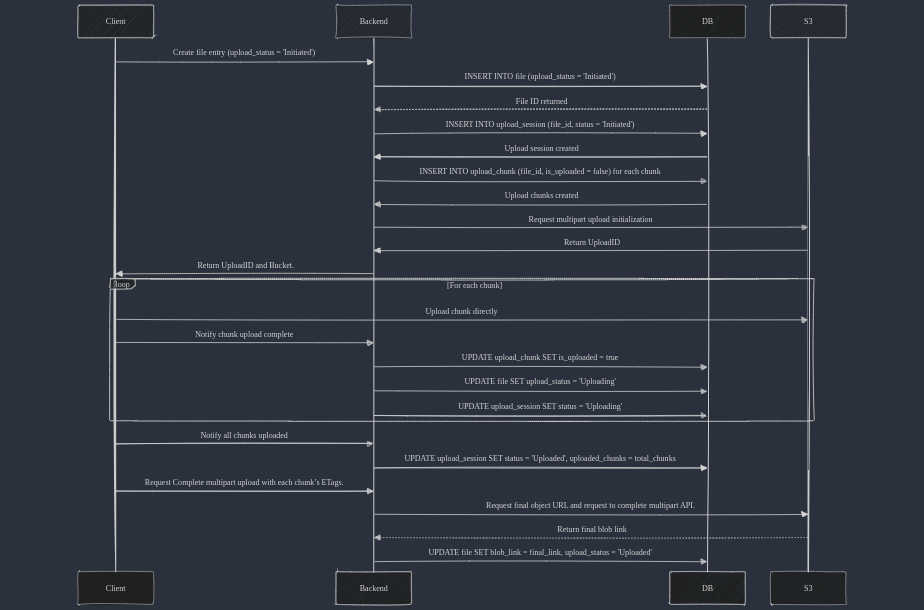 Client Backend DB S3
Create file entry (upload_status = 'Initiated')
INSERT INTO file (upload_status = 'Initiated')
File ID returned
INSERT INTO upload_session (file_id, status = 'Initiated')
Upload session created
INSERT INTO upload_chunk (file_id, is_uploaded = false) for each chunk
Upload chunks created
Request multipart upload initialization
Return UploadID
Return UploadID and Bucket.
loop [For each chunk]
Upload chunk directly
Notify chunk upload complete
UPDATE upload_chunk SET is_uploaded = true
UPDATE file SET upload_status = 'Uploading'
UPDATE upload_session SET status = 'Uploading'
Notify all chunks uploaded
UPDATE upload_session SET status = 'Uploaded', uploaded_chunks = total_chunks
Request Complete multipart upload with each chunk's ETags.
Request final object URL and request to complete multipart API.
Return final blob link
UPDATE file SET blob_link = final_link, upload_status = 'Uploaded'
Client Backend DB S3